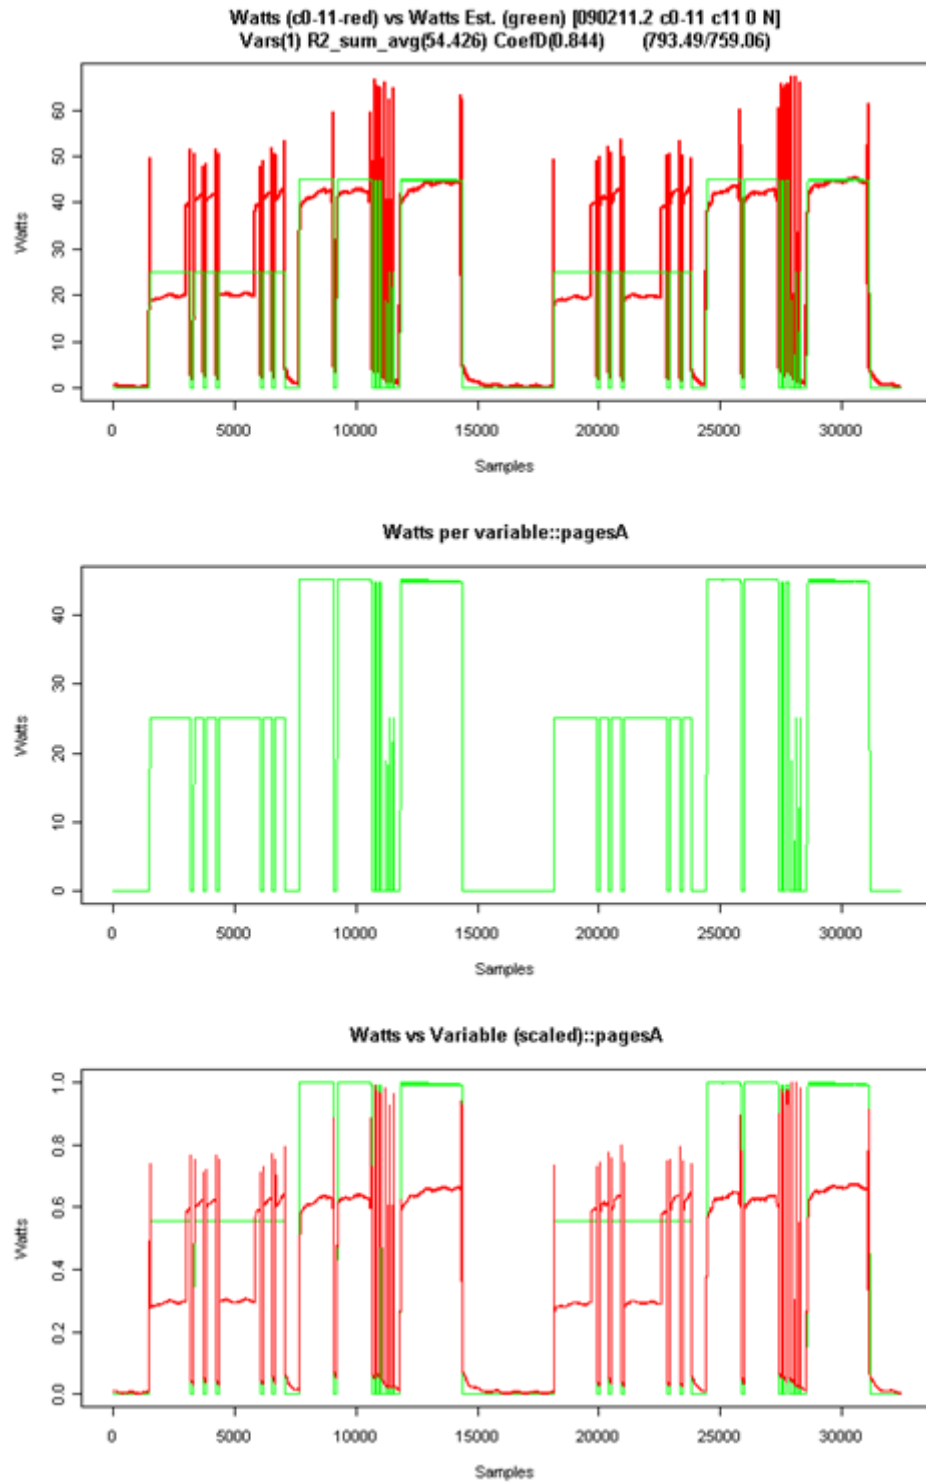 Watts (c0-11-red) vs Watts Est. (green) [090211.2 c0-11 c11 0 N]
Vars(1) R2_sum_avg(54.426) CoefD(0.844) (793.49/759.06)
Watts
60
50
40
30
20
10
0
0 5000 10000 15000 20000 25000 30000
Samples
Watts per variable::pagesA
Watts
40
30
20
10
0
0 5000 10000 15000 20000 25000 30000
Samples
Watts vs Variable (scaled)::pagesA
Watts
1.0
0.8
0.6
0.4
0.2
0.0
0 5000 10000 15000 20000 25000 30000
Samples